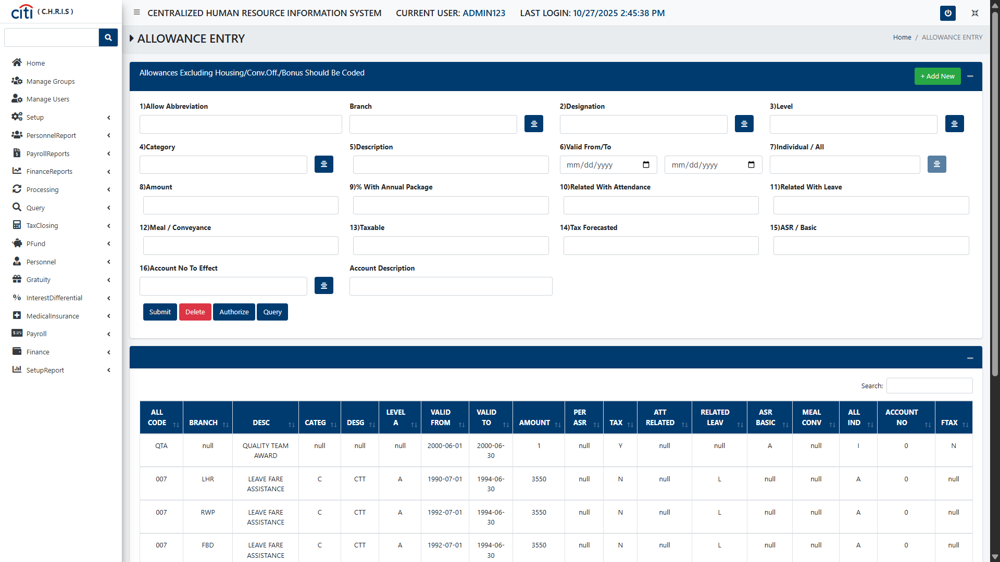 citi ( C.H.R.I.S )
CENTRALIZED HUMAN RESOURCE INFORMATION SYSTEM CURRENT USER: ADMIN123 LAST LOGIN: 10/27/2025 2:45:38 PM
ALLOWANCE ENTRY
Home / ALLOWANCE ENTRY
Home
Manage Groups
Manage Users
Setup
PersonnelReport
PayrollReports
FinanceReports
Processing
Query
TaxClosing
PFund
Personnel
Gratuity
InterestDifferential
MedicalInsurance
Payroll
Finance
SetupReport
Allowances Excluding Housing/Conv.Off./Bonus Should Be Coded
+ Add New
1)Allow Abbreviation Branch 2)Designation 3)Level
4)Category 5)Description 6)Valid From/To 7)Individual / All
mm/dd/yyyy mm/dd/yyyy
8)Amount 9)% With Annual Package 10)Related With Attendance 11)Related With Leave
12)Meal / Conveyance 13)Taxable 14)Tax Forecasted 15)ASR / Basic
16)Account No To Effect Account Description
Submit Delete Authorize Query
Search:
ALL CODE BRANCH DESC CATEG DESG LEVEL A VALID FROM VALID TO AMOUNT PER ASR TAX ATT RELATED RELATED LEAV ASR BASIC MEAL CONV ALL IND ACCOUNT NO FTAX
QTA null QUALITY TEAM AWARD null null null 2000-06-01 2000-06-30 1 null Y null null A null I 0 N
007 LHR LEAVE FARE ASSISTANCE C CTT A 1990-07-01 1994-06-30 3550 null N null L null null A 0 null
007 RWP LEAVE FARE ASSISTANCE C CTT A 1992-07-01 1994-06-30 3550 null N null L null null A 0 null
007 FBD LEAVE FARE ASSISTANCE C CTT A 1992-07-01 1994-06-30 3550 null N null L null null A 0 null